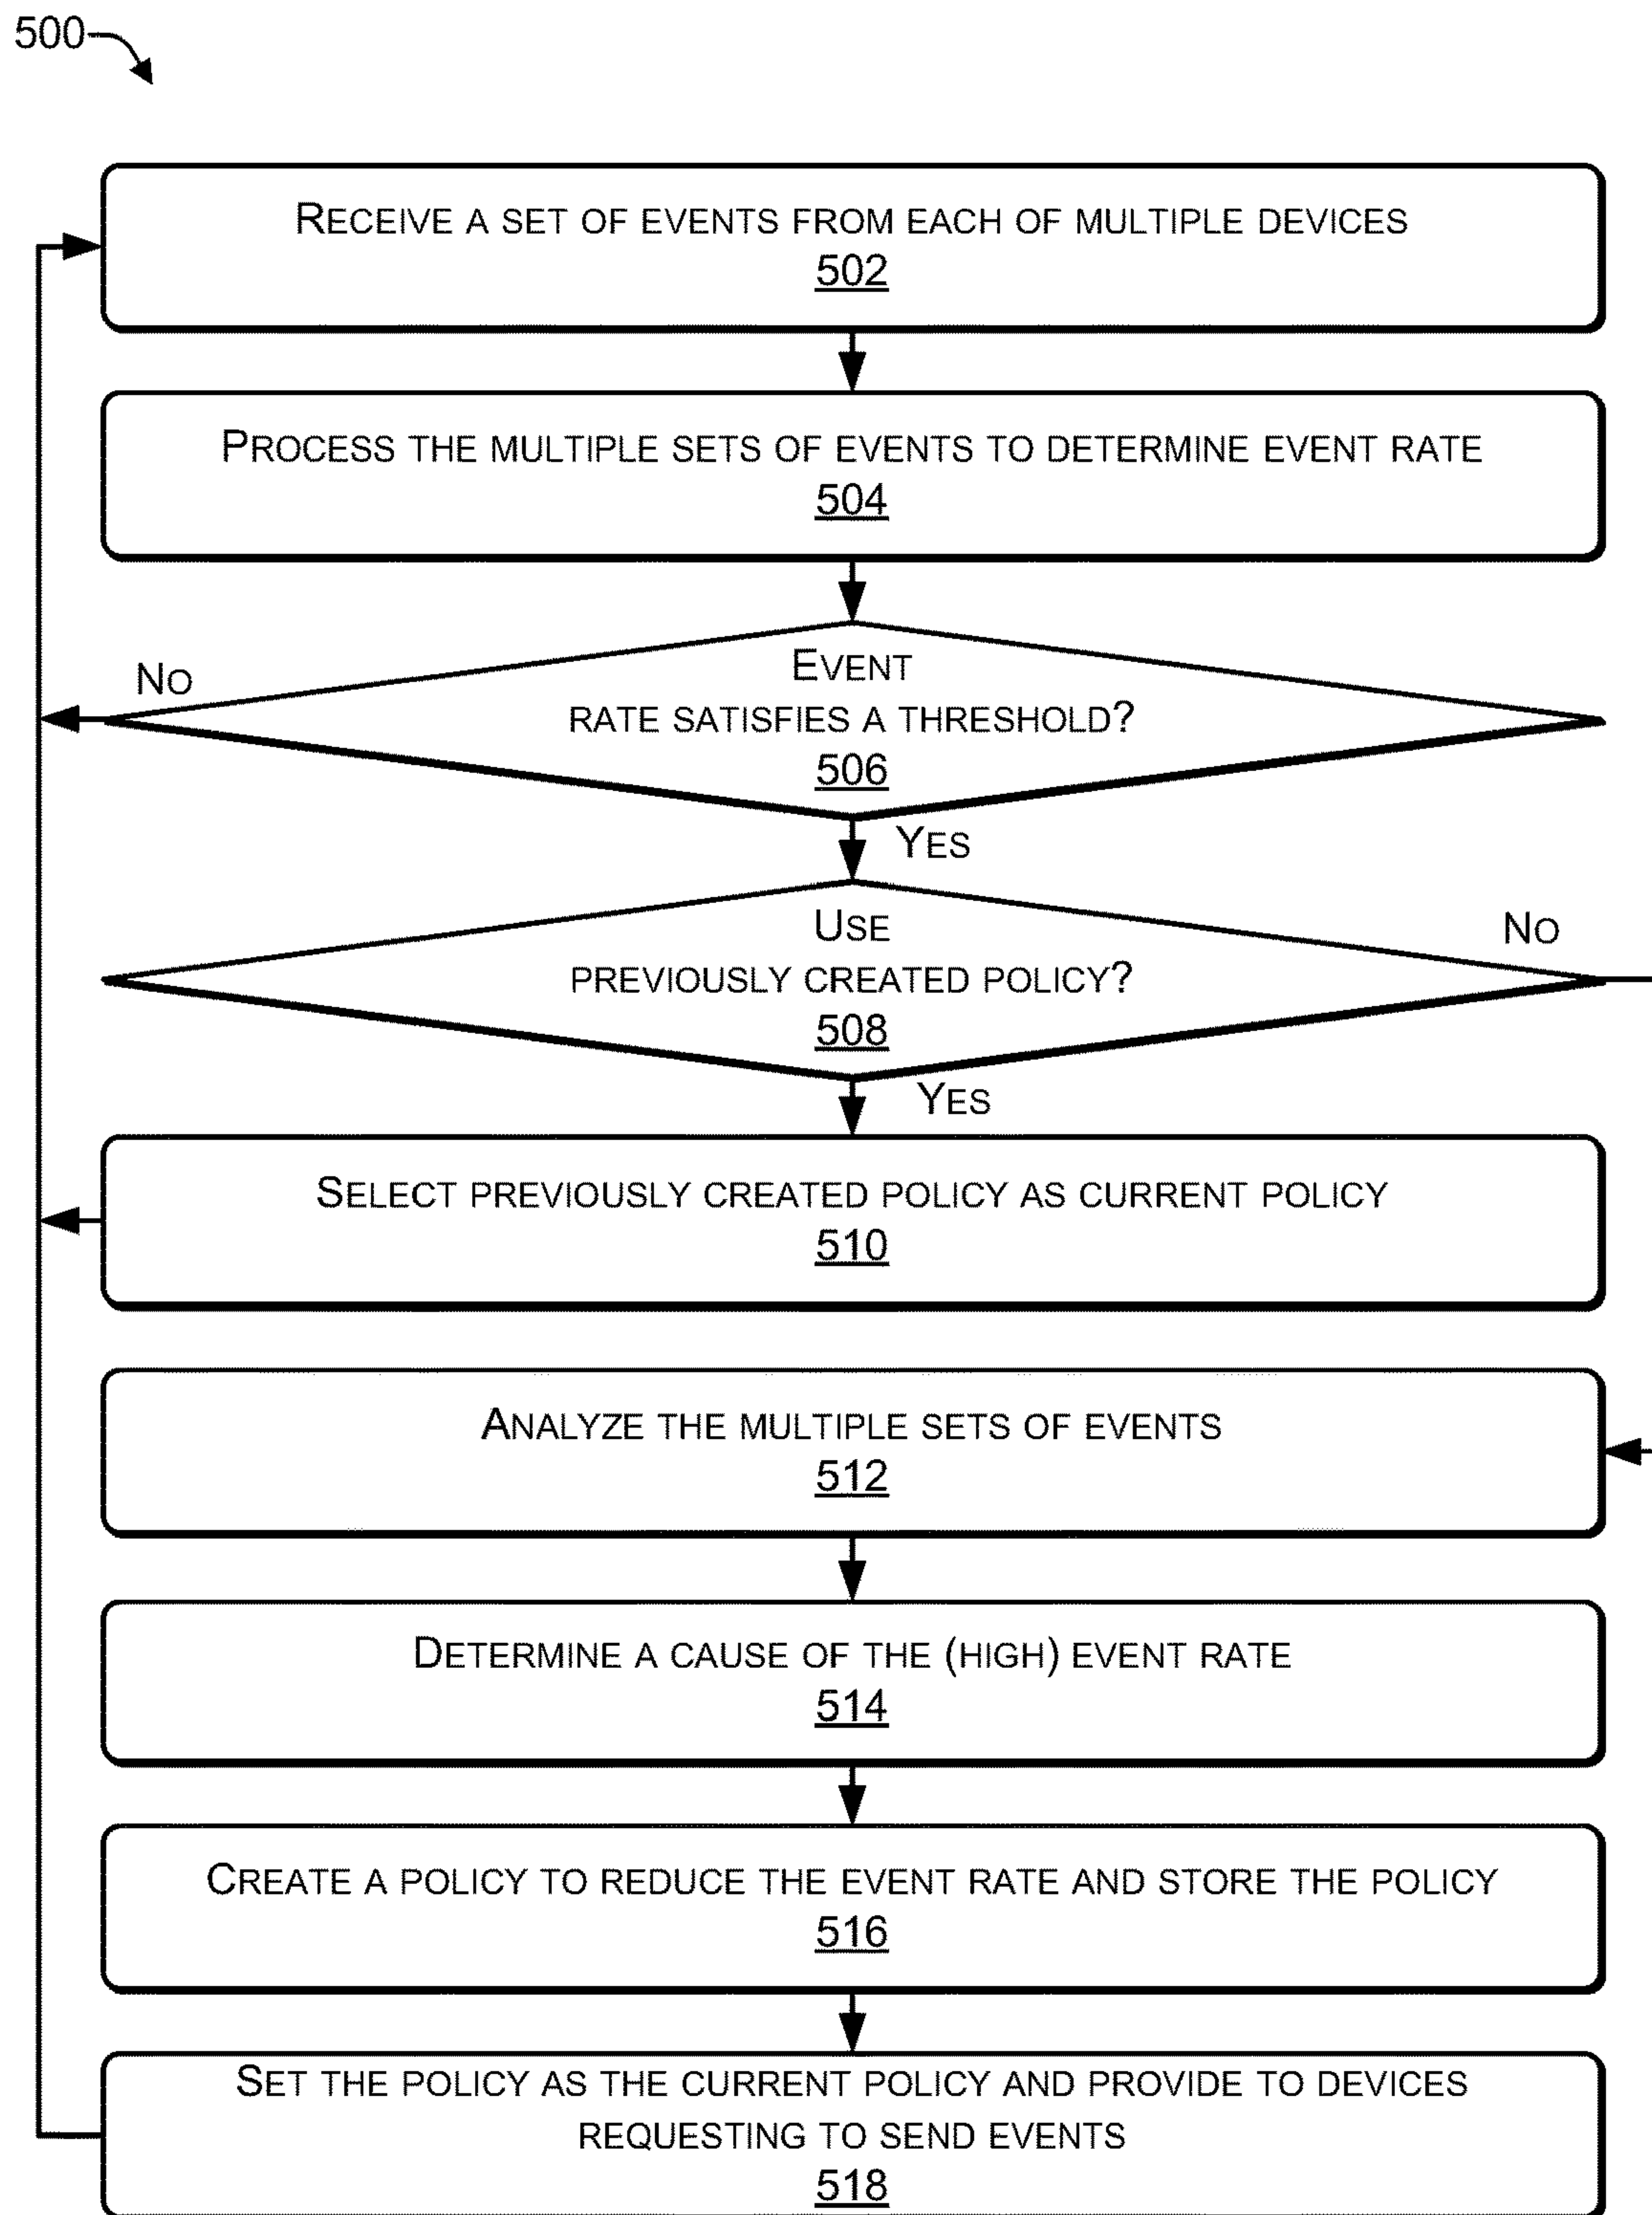 500
RECEIVE A SET OF EVENTS FROM EACH OF MULTIPLE DEVICES
502
PROCESS THE MULTIPLE SETS OF EVENTS TO DETERMINE EVENT RATE
504
EVENT
RATE SATISFIES A THRESHOLD?
506
NO
YES
USE
PREVIOUSLY CREATED POLICY?
508
NO
YES
SELECT PREVIOUSLY CREATED POLICY AS CURRENT POLICY
510
ANALYZE THE MULTIPLE SETS OF EVENTS
512
DETERMINE A CAUSE OF THE (HIGH) EVENT RATE
514
CREATE A POLICY TO REDUCE THE EVENT RATE AND STORE THE POLICY
516
SET THE POLICY AS THE CURRENT POLICY AND PROVIDE TO DEVICES
REQUESTING TO SEND EVENTS
518